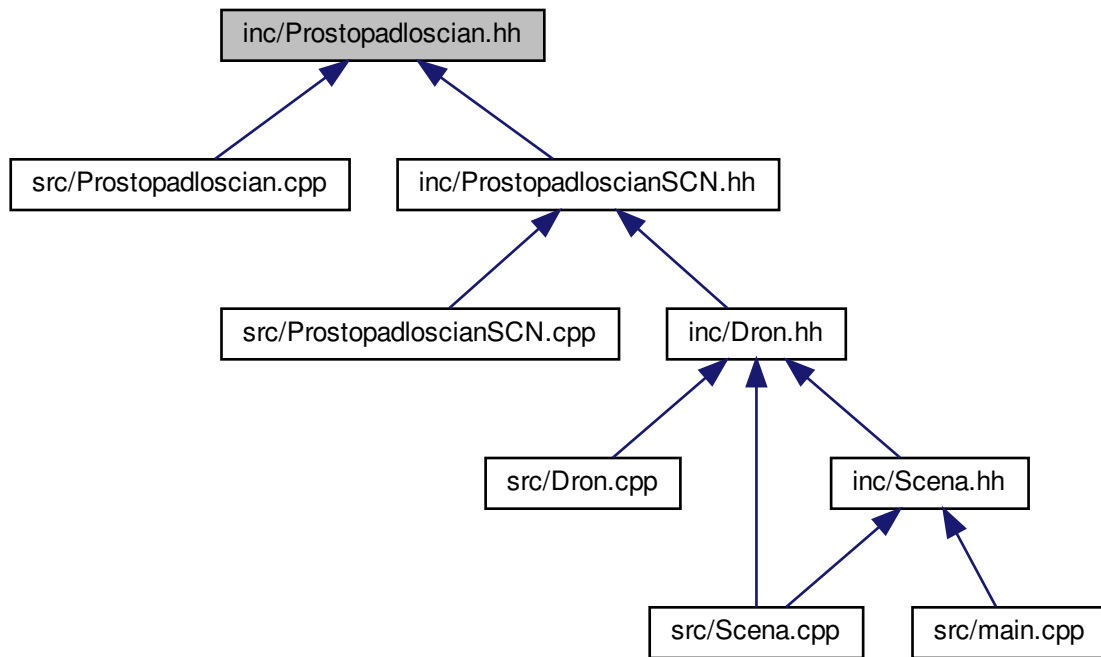 inc/Prostopadloscian.hh
src/Prostopadloscian.cpp
inc/ProstopadloscianSCN.hh
src/ProstopadloscianSCN.cpp
inc/Dron.hh
src/Dron.cpp
inc/Scena.hh
src/Scena.cpp
src/main.cpp